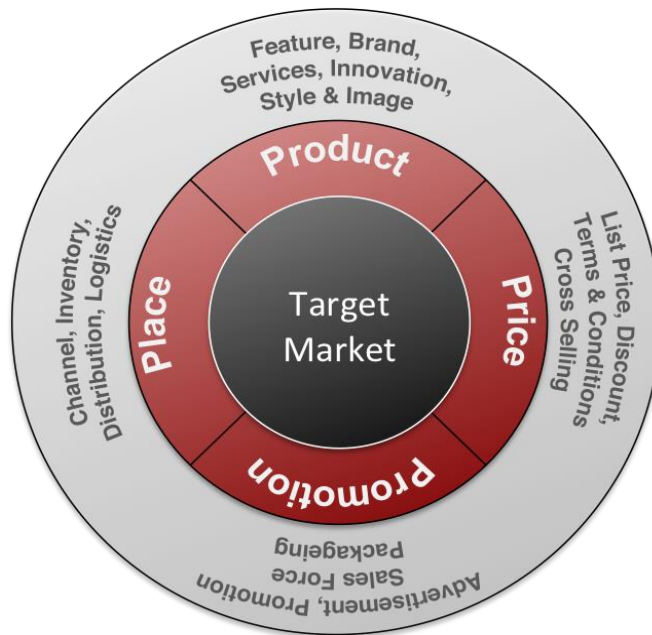 Feature, Brand,
Services, Innovation,
Style & Image
Product
List Price, Discount,
Terms & Conditions
Cross Selling
Price
Target
Market
Place
Channel, Inventory,
Distribution, Logistics
Promotion
Advertisement, Promotion
Sales Force
Packageing